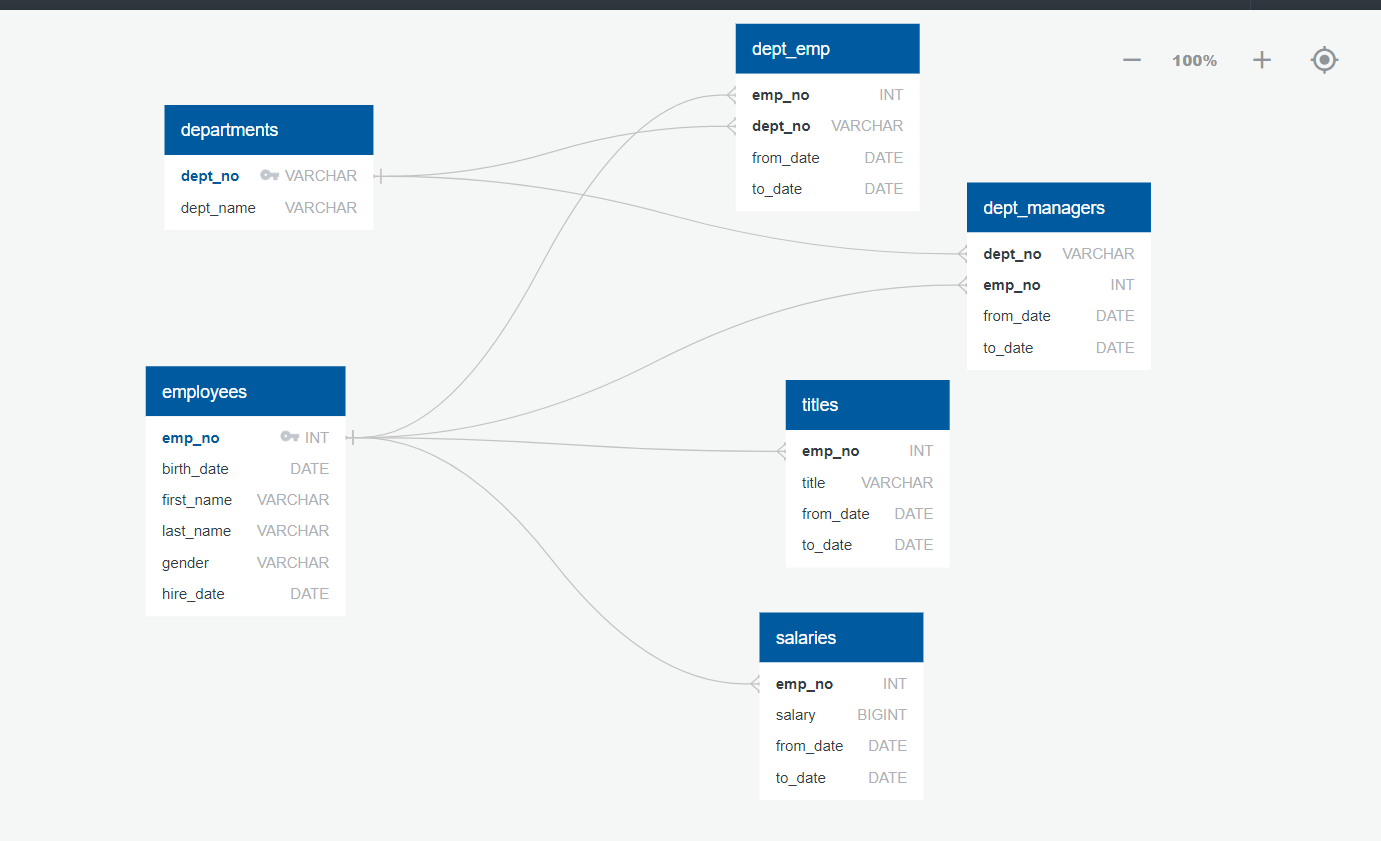 100%
departments
dept_no VARCHAR
dept_name VARCHAR
dept_emp
emp_no INT
dept_no VARCHAR
from_date DATE
to_date DATE
dept_managers
dept_no VARCHAR
emp_no INT
from_date DATE
to_date DATE
employees
emp_no INT
birth_date DATE
first_name VARCHAR
last_name VARCHAR
gender VARCHAR
hire_date DATE
titles
emp_no INT
title VARCHAR
from_date DATE
to_date DATE
salaries
emp_no INT
salary BIGINT
from_date DATE
to_date DATE